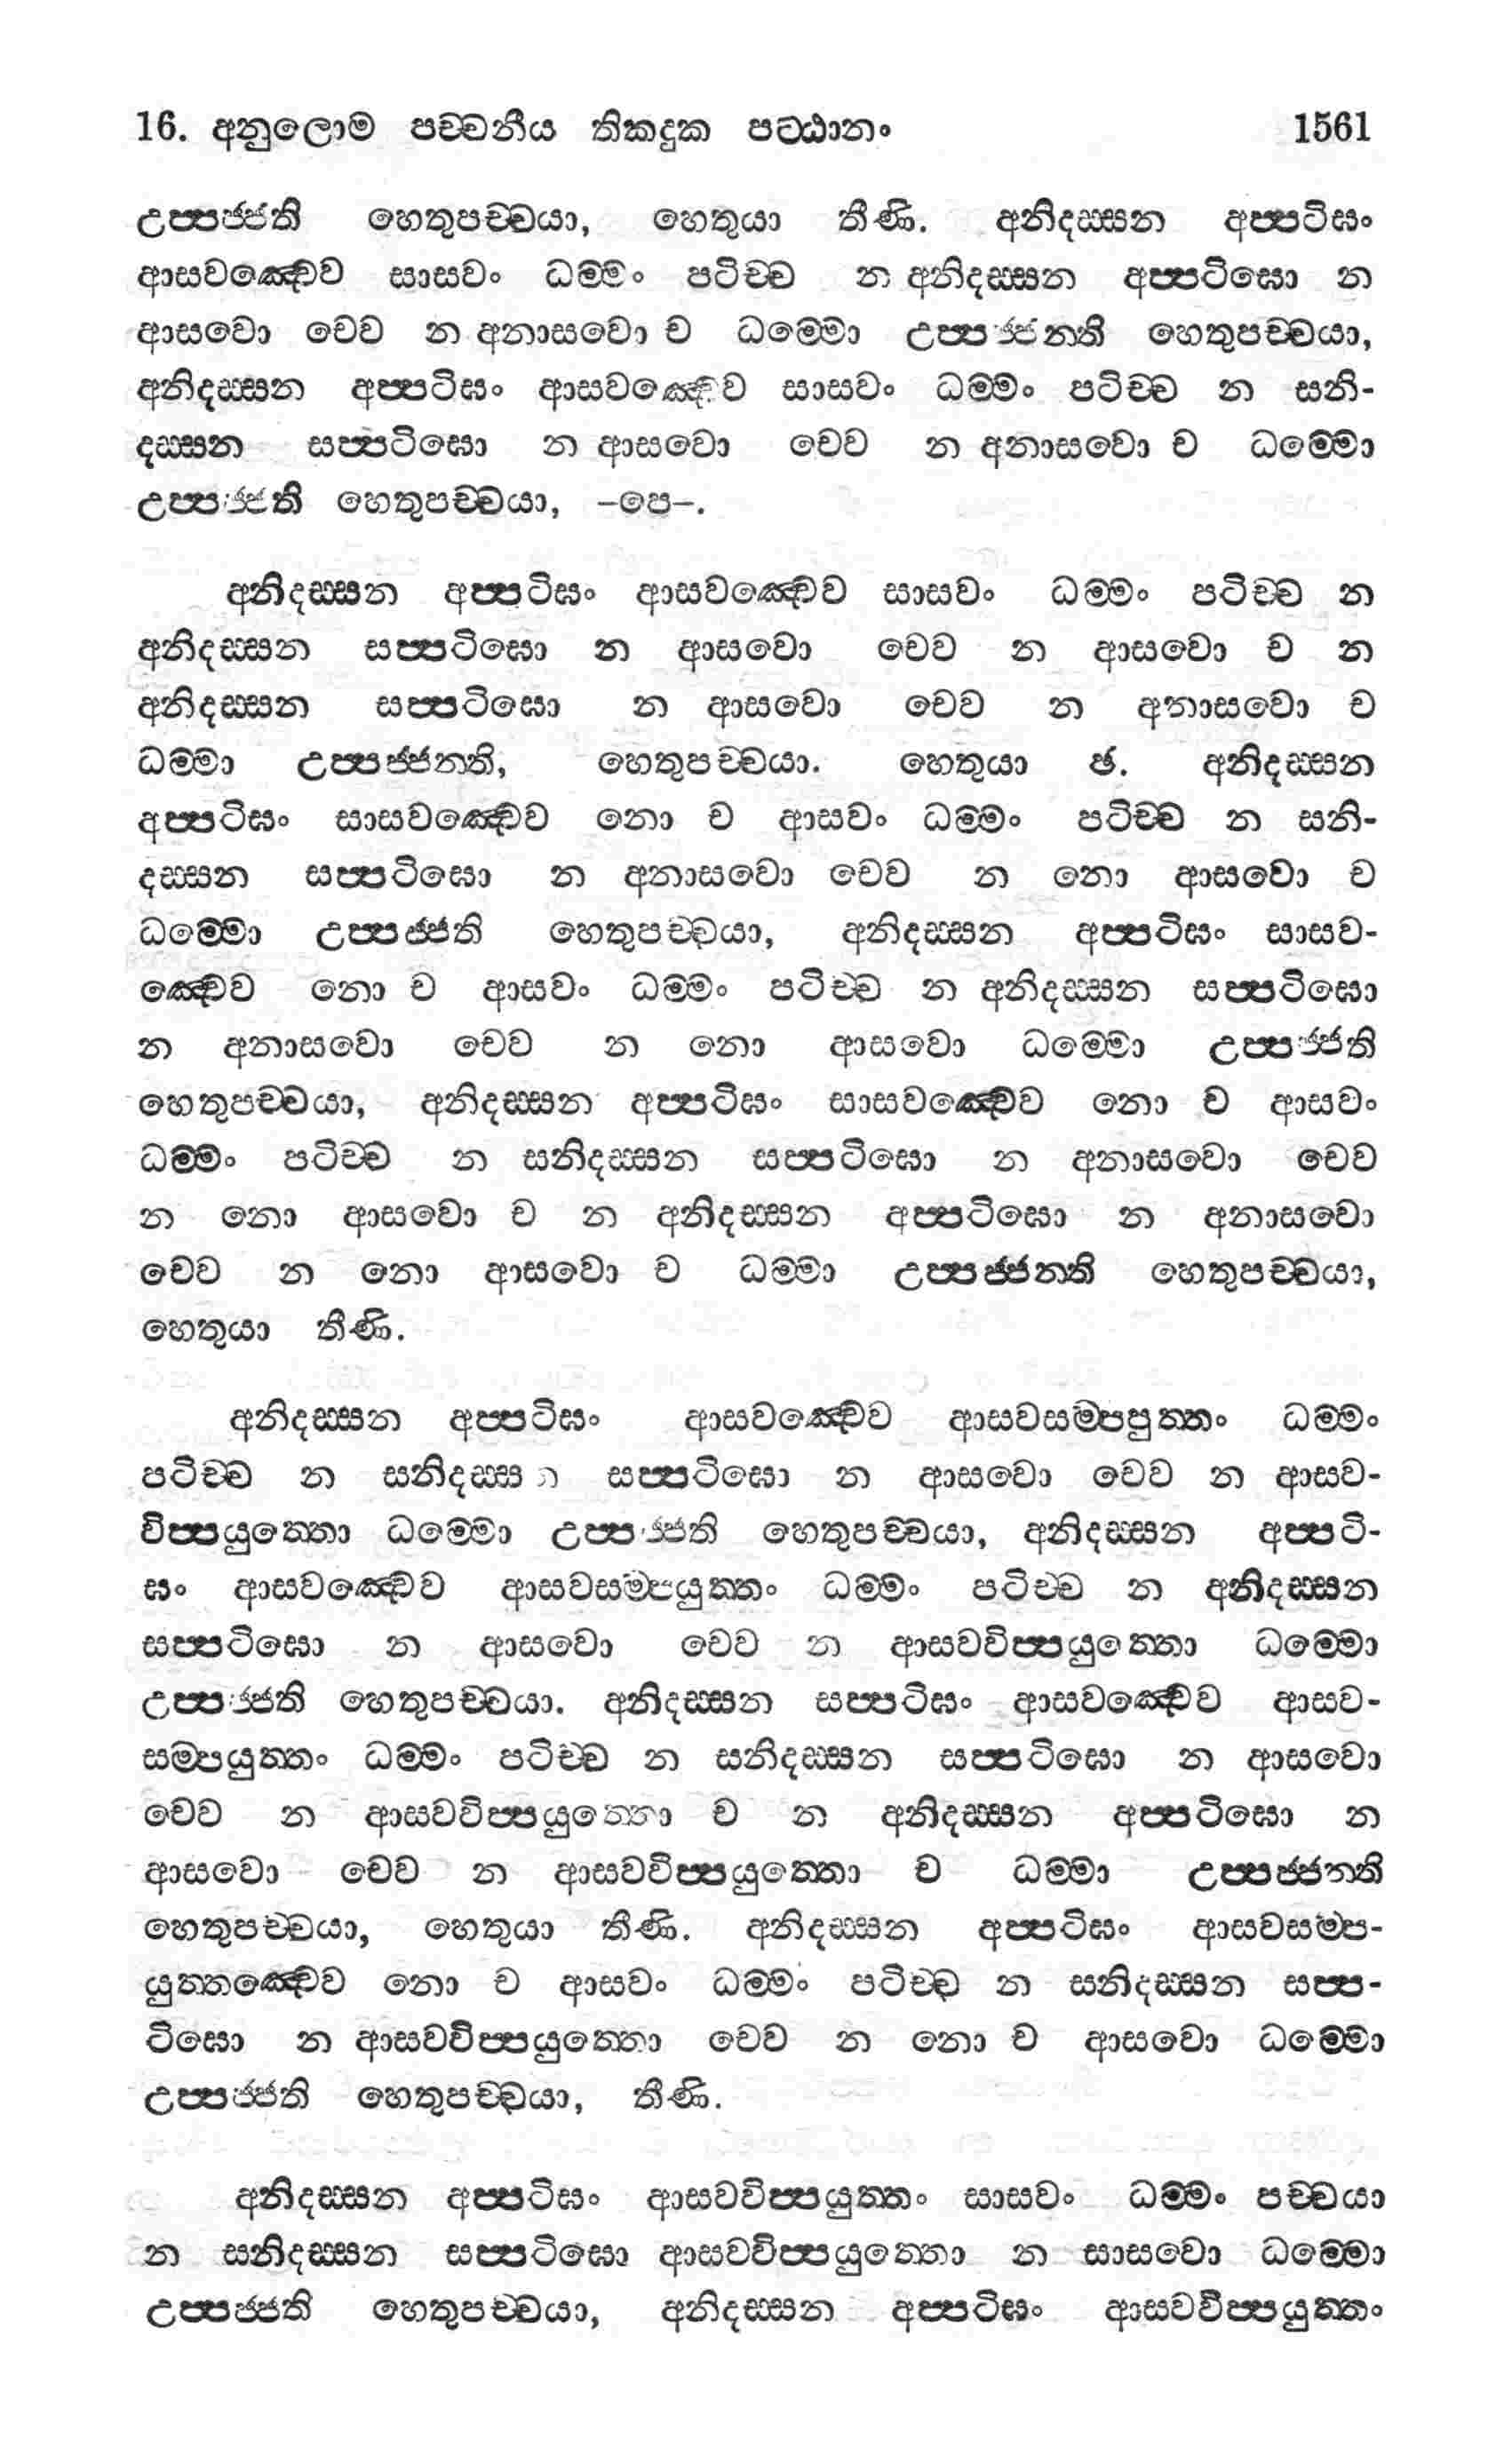 16. අනුලොම පච්චනීය තිකදුක පට්ඨානං 1561
උප්පජ්ජති හෙතුපච්චයා, හෙතුයා තීණි. අනිදස්සන අප්පටිඝං
ආසවඤ්චෙව සාසවං ධම්මං පටිච්ච න අනිදස්සන අප්පටිඝො න
ආසවො චෙව න අනාසවො ච ධම්මො උප්පජ්ජන්ති හෙතුපච්චයා,
අනිදස්සන අප්පටිඝං ආසවඤ්චෙව සාසවං ධම්මං පටිච්ච න සනි-
දස්සන සප්පටිඝො න ආසවො චෙව න අනාසවො ච ධම්මො
උප්පජ්ජති හෙතුපච්චයා, –පෙ–.
අනිදස්සන අප්පටිඝං ආසවඤ්චෙව සාසවං ධම්මං පටිච්ච න
අනිදස්සන සප්පටිඝො න ආසවො චෙව න ආසවො ච න
අනිදස්සන සප්පටිඝො න ආසවො චෙව න අනාසවො ච
ධම්මා උප්පජ්ජන්ති, හෙතුපච්චයා. හෙතුයා ඡ. අනිදස්සන
අප්පටිඝං සාසවඤ්චෙව නො ච ආසවං ධම්මං පටිච්ච න සනි-
දස්සන සප්පටිඝො න අනාසවො චෙව න නො ආසවො ච
ධම්මො උප්පජ්ජති හෙතුපච්චයා, අනිදස්සන අප්පටිඝං සාසව-
ඤ්චෙව නො ච ආසවං ධම්මං පටිච්ච න අනිදස්සන සප්පටිඝො
න අනාසවො චෙව න නො ආසවො ධම්මො උප්පජ්ජති
හෙතුපච්චයා, අනිදස්සන අප්පටිඝං සාසවඤ්චෙව නො ච ආසවං
ධම්මං පටිච්ච න සනිදස්සන සප්පටිඝො න අනාසවො චෙව
න නො ආසවො ච න අනිදස්සන අප්පටිඝො න අනාසවො
චෙව න නො ආසවො ච ධම්මා උප්පජ්ජන්ති හෙතුපච්චයා,
හෙතුයා තීණි.
අනිදස්සන අප්පටිඝං ආසවඤ්චෙව ආසවසම්පපුත්තං ධම්මං
පටිච්ච න සනිදස්සන සප්පටිඝො න ආසවො චෙව න ආසව-
විප්පයුත්තො ධම්මො උප්පජ්ජති හෙතුපච්චයා, අනිදස්සන අප්පටි-
ඝං ආසවඤ්චෙව ආසවසම්පයුත්තං ධම්මං පටිච්ච න අනිදස්සන
සප්පටිඝො න ආසවො චෙව න ආසවවිප්පයුත්තො ධම්මො
උප්පජ්ජති හෙතුපච්චයා. අනිදස්සන සප්පටිඝං ආසවඤ්චෙව ආසව-
සම්පයුත්තං ධම්මං පටිච්ච න සනිදස්සන සප්පටිඝො න ආසවො
චෙව න ආසවවිප්පයුත්තො ච න අනිදස්සන අප්පටිඝො න
ආසවො චෙව න ආසවවිප්පයුත්තො ච ධම්මා උප්පජ්ජන්ති
හෙතුපච්චයා, හෙතුයා තීණි. අනිදස්සන අප්පටිඝං ආසවසම්ප-
යුත්තඤ්චෙව නො ච ආසවං ධම්මං පටිච්ච න සනිදස්සන සප්ප-
ටිඝො න ආසවවිප්පයුත්තො චෙව න නො ච ආසවො ධම්මො
උප්පජ්ජති හෙතුපච්චයා, තීණි.
අනිදස්සන අප්පටිඝං ආසවවිප්පයුත්තං සාසවං ධම්මං පච්චයා
න සනිදස්සන සප්පටිඝො ආසවවිප්පයුත්තො න සාසවො ධම්මො
උප්පජ්ජති හෙතුපච්චයා, අනිදස්සන අප්පටිඝං ආසවවිප්පයුත්තං